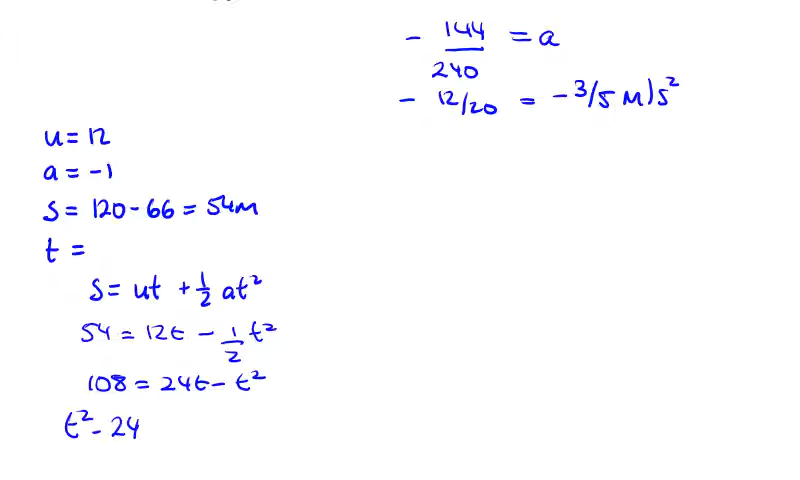 - 144/240 = a
- 12/20 = - 3/5 m/s²
u = 12
a = -1
s = 120 - 66 = 54m
t =
s = ut + 1/2 at²
54 = 12t - 1/2 t²
108 = 24t - t²
t² - 24